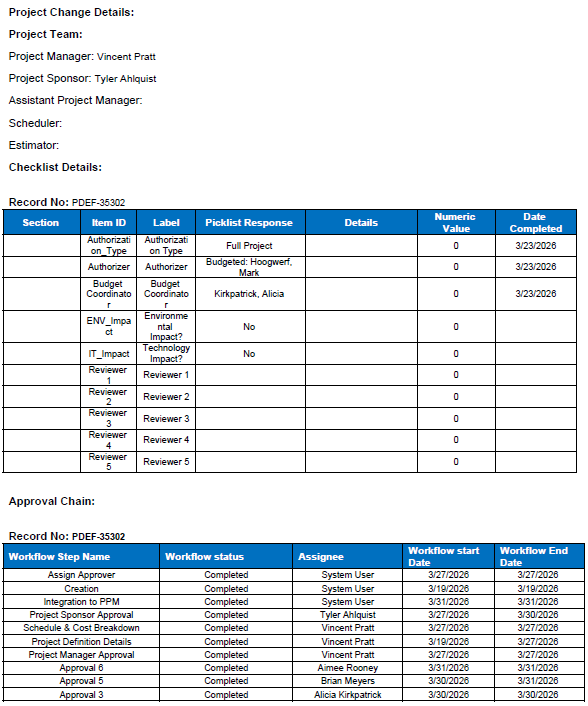 Project Change Details:
Project Team:
Project Manager: Vincent Pratt
Project Sponsor: Tyler Ahlquist
Assistant Project Manager:
Scheduler:
Estimator:
Checklist Details:
Record No: PDEF-35302
Section Item ID Label Picklist Response Details Numeric Value Date Completed
Authorizati on_Type Authorizati on Type Full Project 0 3/23/2026
Authorizer Authorizer Budgeted: Hoogwerf, Mark 0 3/23/2026
Budget Coordinato r Budget Coordinato r Kirkpatrick, Alicia 0 3/23/2026
ENV_Impa ct Environme ntal Impact? No 0
IT_Impact Technology Impact? No 0
Reviewer 1 Reviewer 1 0
Reviewer 2 Reviewer 2 0
Reviewer 3 Reviewer 3 0
Reviewer 4 Reviewer 4 0
Reviewer 5 Reviewer 5 0
Approval Chain:
Record No: PDEF-35302
Workflow Step Name Workflow status Assignee Workflow start Date Workflow End Date
Assign Approver Completed System User 3/27/2026 3/27/2026
Creation Completed System User 3/19/2026 3/19/2026
Integration to PPM Completed System User 3/31/2026 3/31/2026
Project Sponsor Approval Completed Tyler Ahlquist 3/27/2026 3/30/2026
Schedule & Cost Breakdown Completed Vincent Pratt 3/27/2026 3/27/2026
Project Definition Details Completed Vincent Pratt 3/19/2026 3/27/2026
Project Manager Approval Completed Vincent Pratt 3/27/2026 3/27/2026
Approval 6 Completed Aimee Rooney 3/31/2026 3/31/2026
Approval 5 Completed Brian Meyers 3/30/2026 3/31/2026
Approval 3 Completed Alicia Kirkpatrick 3/30/2026 3/30/2026